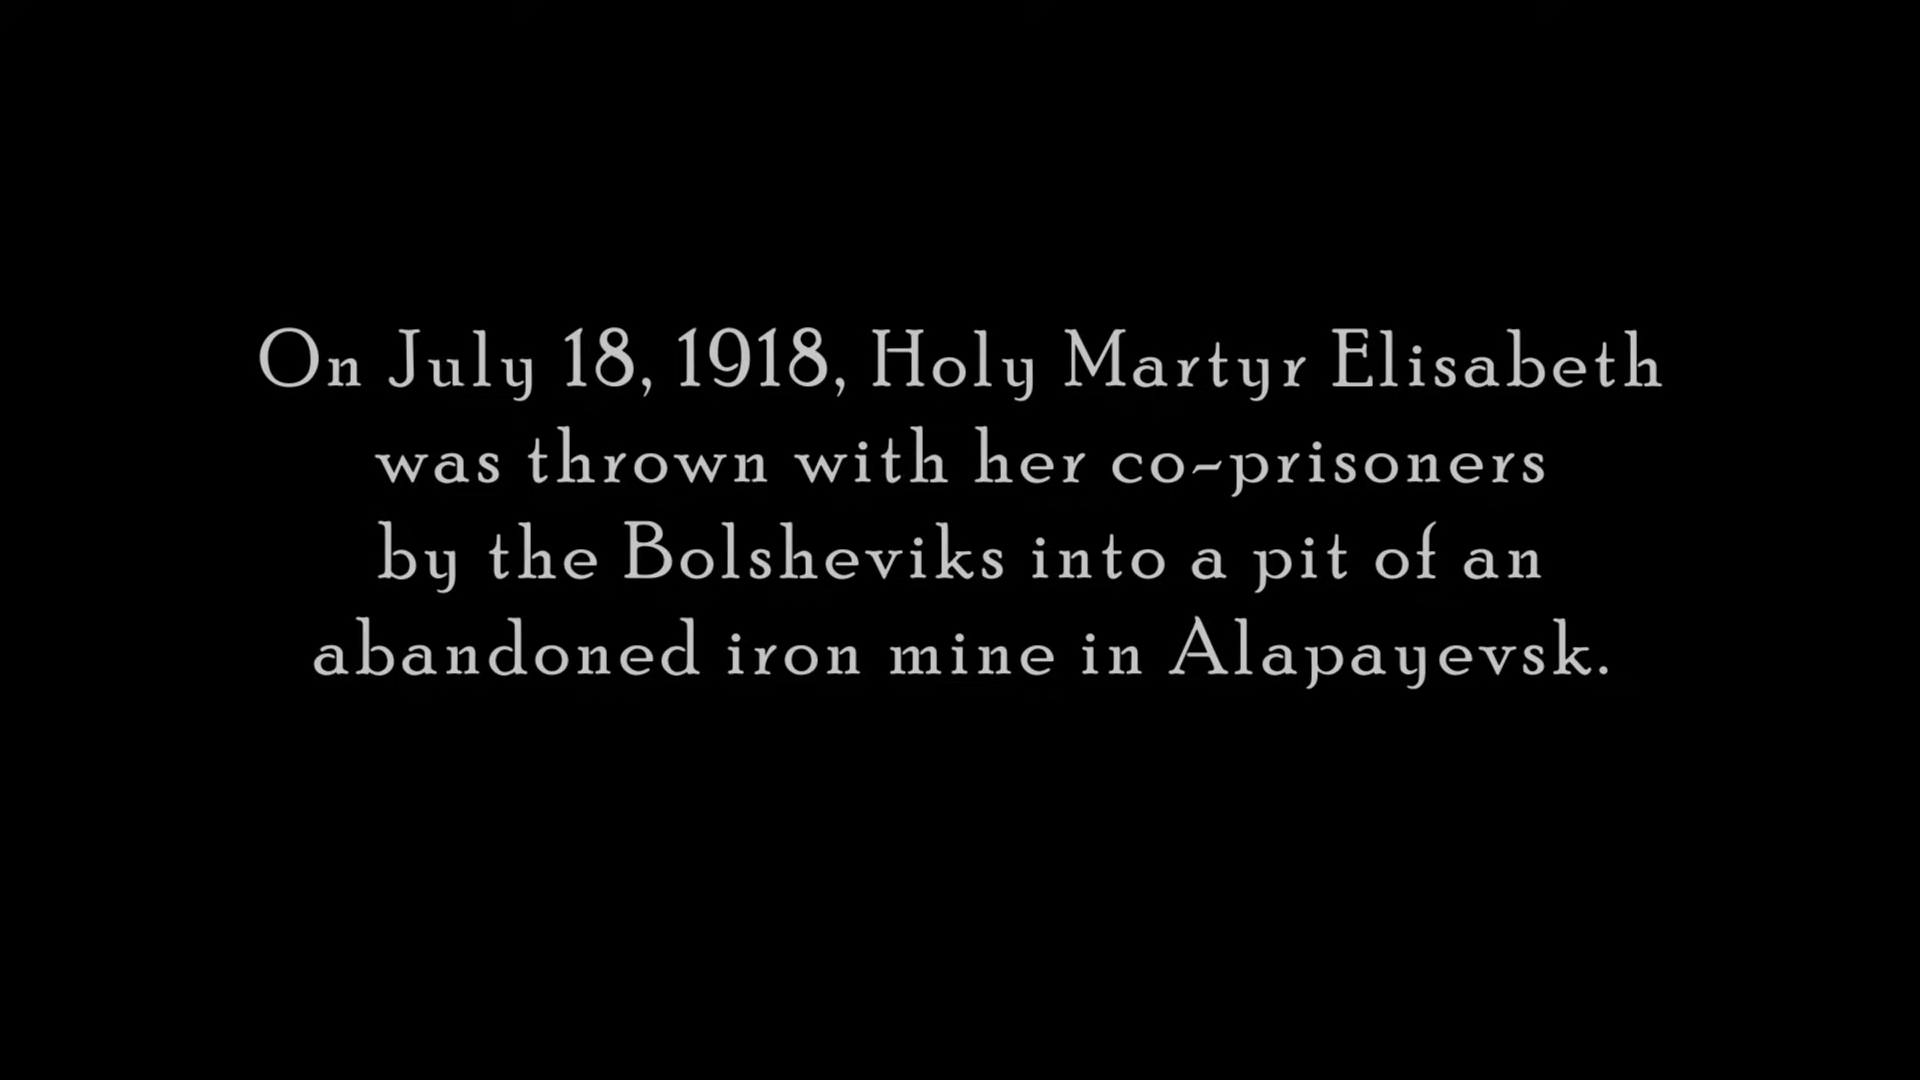 On July 18, 1918, Holy Martyr Elisabeth
was thrown with her co-prisoners
by the Bolsheviks into a pit of an
abandoned iron mine in Alapayevsk.